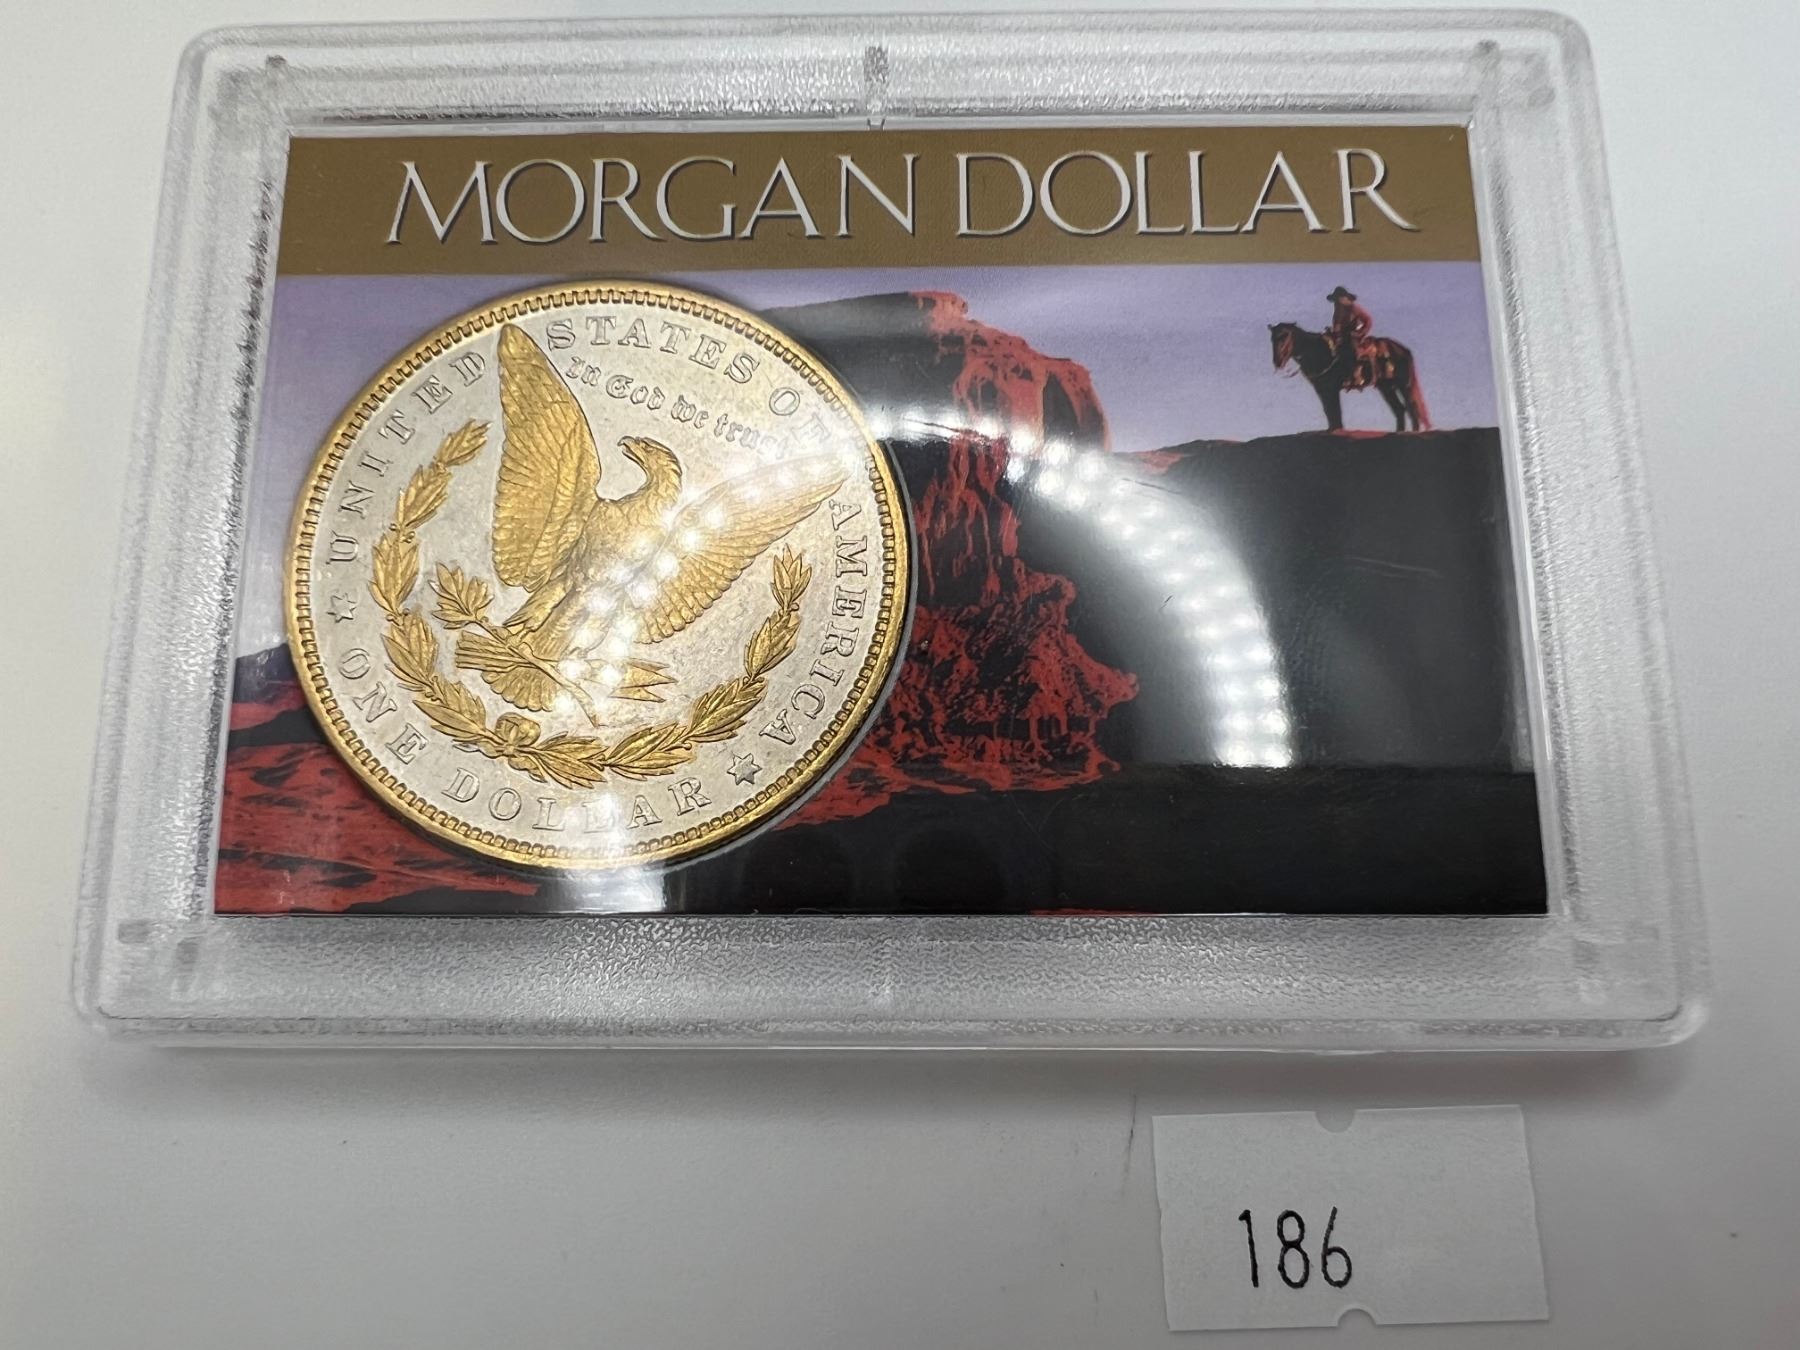 MORGAN DOLLAR
UNITED STATES OF AMERICA
In God we trust
ONE DOLLAR
186